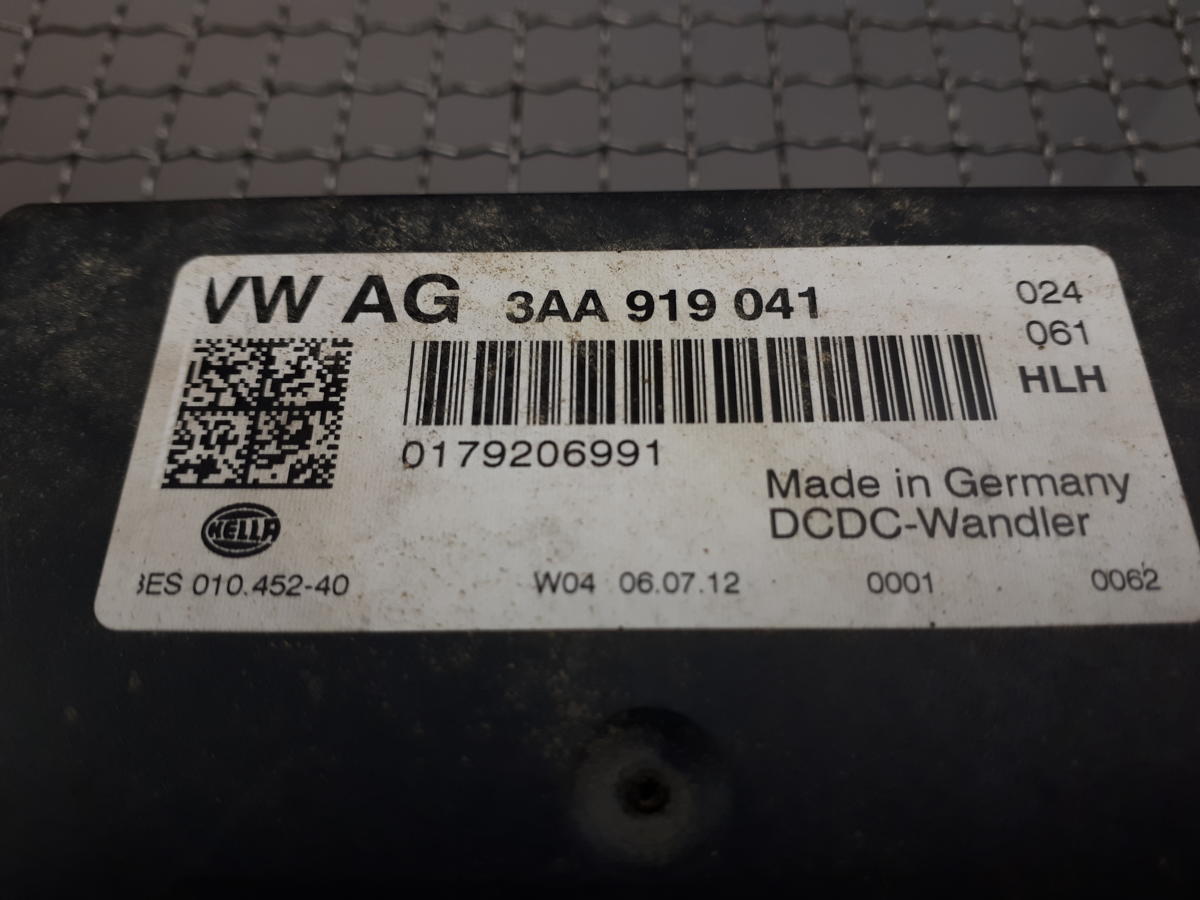 VW AG 3AA 919 041
024
061
HLH
0179206991
Made in Germany
DCDC-Wandler
HELLA
ES 010.452-40 W04 06.07.12 0001 0062